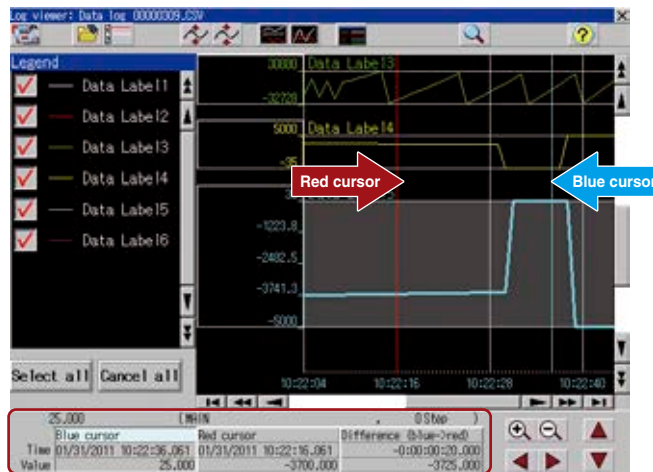 Log viewer: Data log 00000309.CSV
Legend
Data Label1
Data Label2
Data Label3
Data Label4
Data Label5
Data Label6
Select all
Cancel all
30000
Data Label3
-32728
5000
Data Label4
-35
Red cursor
Blue cursor
-1223.8
-2482.5
-3741.3
-5000
10:22:04
10:22:16
10:22:28
10:22:40
25.000 (MAIN , 0Step )
Blue cursor Red cursor Difference (blue->red)
Time 01/31/2011 10:22:36.061 01/31/2011 10:22:16.061 -0:00:00:20.000
Value 25.000 -3700.000 -3725.000